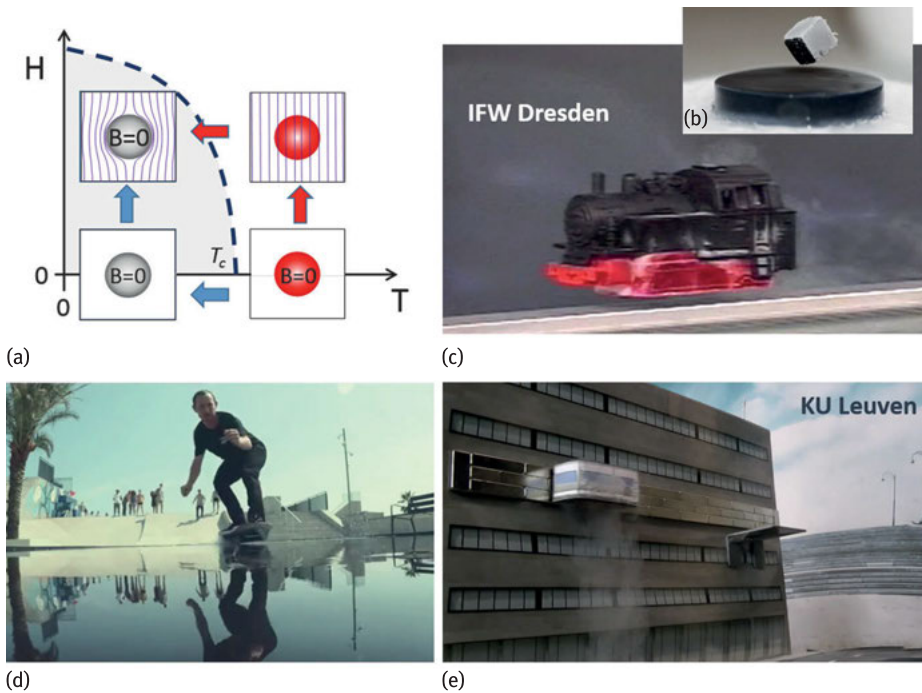 H
B=0
B=0
B=0
T_c
0
0
T
(a)
(b)
IFW Dresden
(c)
(d)
KU Leuven
(e)